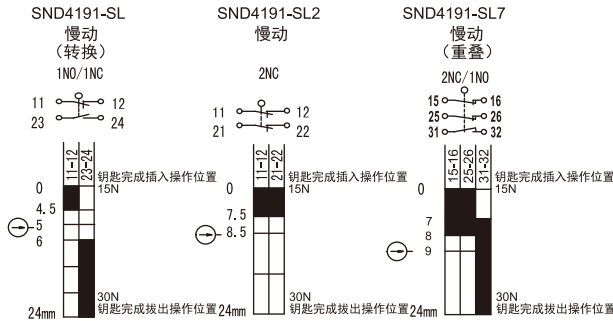 SND4191-SL
慢动
（转换）
1NO/1NC
11 12
23 24
11-12
23-24
钥匙完成插入操作位置
0
15N
4.5
5
6
30N
24mm
钥匙完成拔出操作位置
SND4191-SL2
慢动
2NC
11 12
21 22
11-12
21-22
钥匙完成插入操作位置
0
15N
7.5
8.5
30N
24mm
钥匙完成拔出操作位置
SND4191-SL7
慢动
（重叠）
2NC/1NO
15 16
25 26
31 32
15-16
25-26
31-32
钥匙完成插入操作位置
0
15N
7
8
9
30N
24mm
钥匙完成拔出操作位置